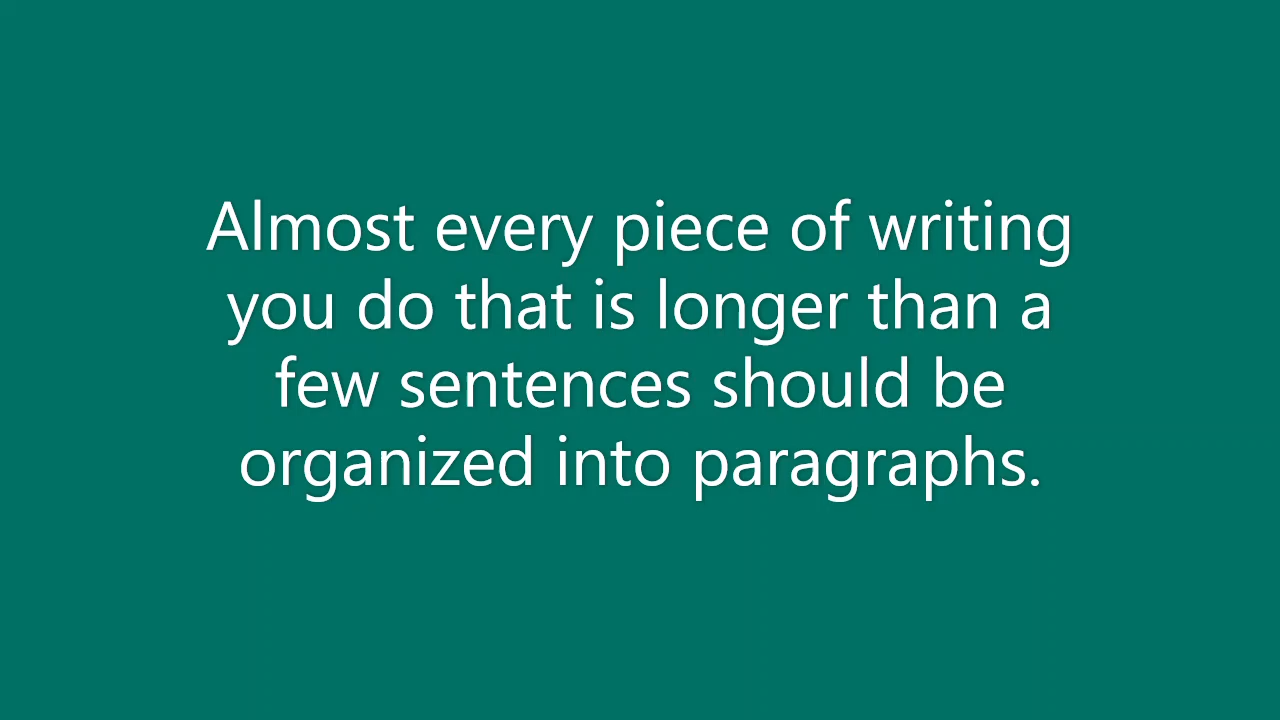 Almost every piece of writing
you do that is longer than a
few sentences should be
organized into paragraphs.